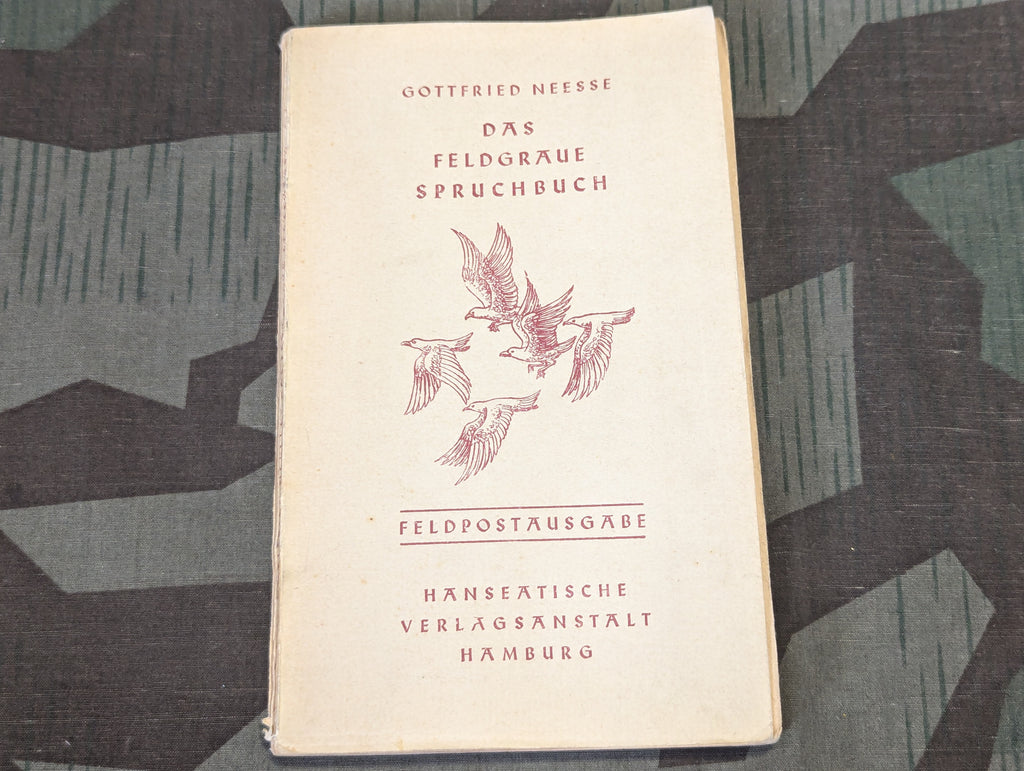 GOTTFRIED NEESSE
DAS
FELDGRAUE
SPRUCHBUCH
FELDPOSTAUSGABE
HANSEATISCHE
VERLAGSANSTALT
HAMBURG